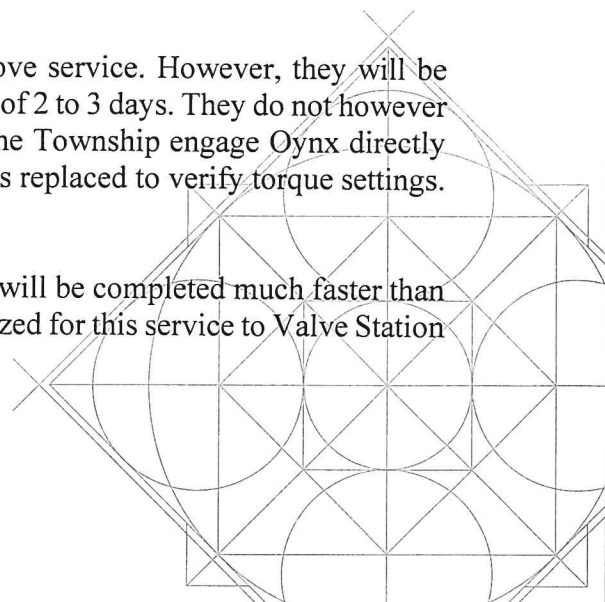 ove service. However, they will be
of 2 to 3 days. They do not however
he Township engage Oynx directly
s replaced to verify torque settings.
will be completed much faster than
zed for this service to Valve Station